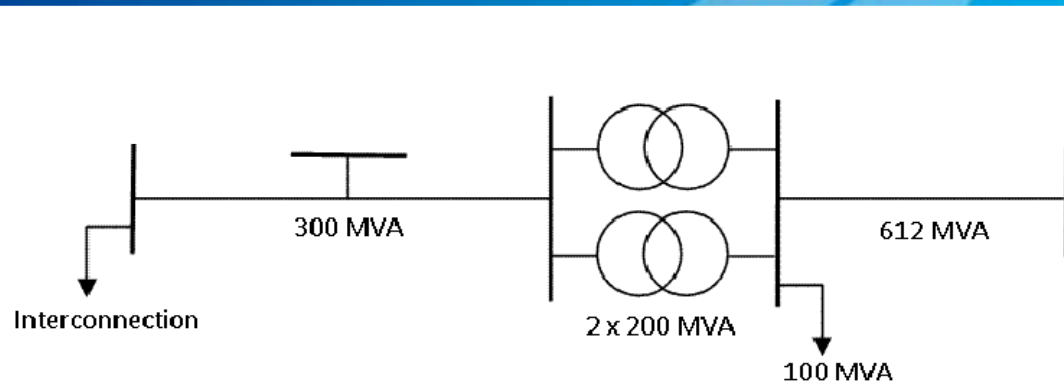 300 MVA
612 MVA
Interconnection
2 x 200 MVA
100 MVA